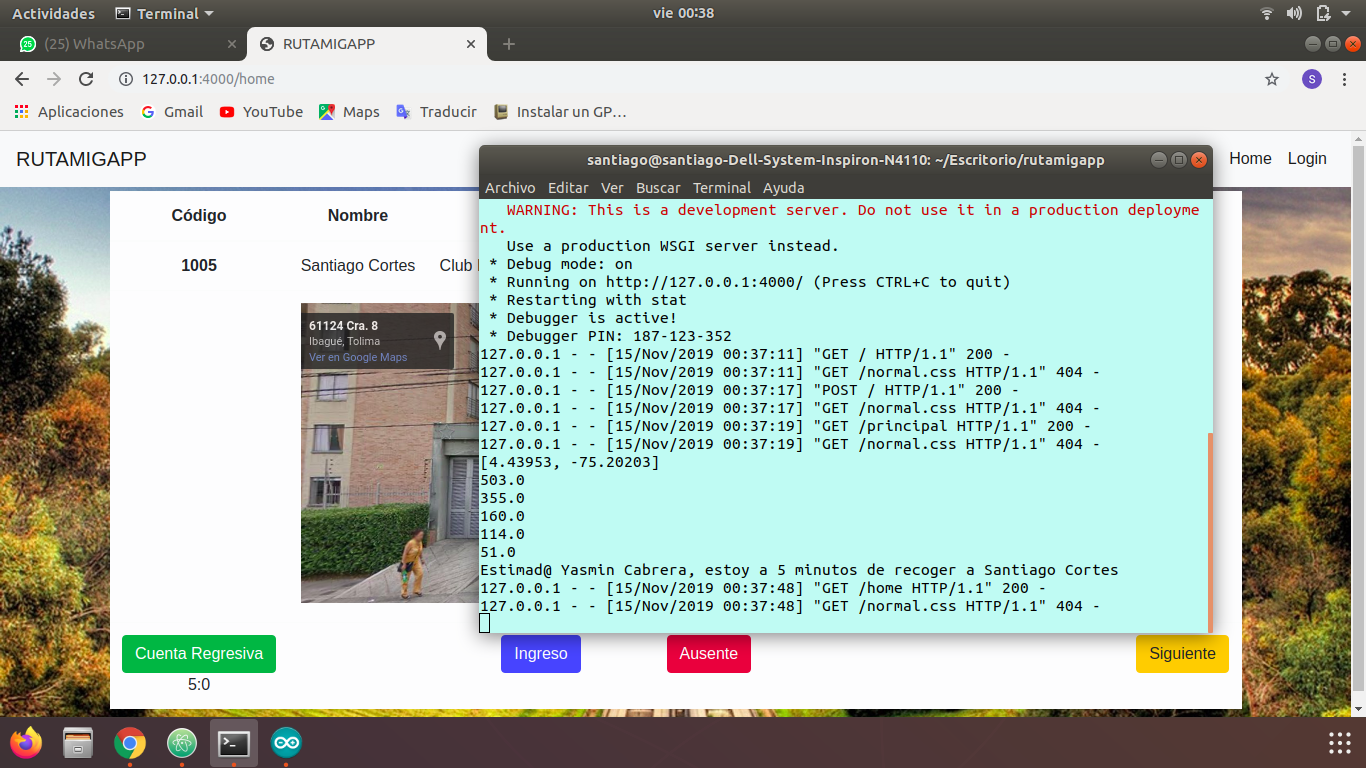 Actividades
Terminal
vie 00:38
25
(25) WhatsApp
RUTAMIGAPP
127.0.0.1:4000/home
S
Aplicaciones
Gmail
YouTube
Maps
Traducir
Instalar un GP…
RUTAMIGAPP
Home
Login
Código
Nombre
1005
Santiago Cortes
Club
61124 Cra. 8
Ibagué, Tolima
Ver en Google Maps
santiago@santiago-Dell-System-Inspiron-N4110: ~/Escritorio/rutamigapp
Archivo Editar Ver Buscar Terminal Ayuda
WARNING: This is a development server. Do not use it in a production deployme
nt.
Use a production WSGI server instead.
* Debug mode: on
* Running on http://127.0.0.1:4000/ (Press CTRL+C to quit)
* Restarting with stat
* Debugger is active!
* Debugger PIN: 187-123-352
127.0.0.1 - - [15/Nov/2019 00:37:11] "GET / HTTP/1.1" 200 -
127.0.0.1 - - [15/Nov/2019 00:37:11] "GET /normal.css HTTP/1.1" 404 -
127.0.0.1 - - [15/Nov/2019 00:37:17] "POST / HTTP/1.1" 200 -
127.0.0.1 - - [15/Nov/2019 00:37:17] "GET /normal.css HTTP/1.1" 404 -
127.0.0.1 - - [15/Nov/2019 00:37:19] "GET /principal HTTP/1.1" 200 -
127.0.0.1 - - [15/Nov/2019 00:37:19] "GET /normal.css HTTP/1.1" 404 -
[4.43953, -75.20203]
503.0
355.0
160.0
114.0
51.0
Estimad@ Yasmin Cabrera, estoy a 5 minutos de recoger a Santiago Cortes
127.0.0.1 - - [15/Nov/2019 00:37:48] "GET /home HTTP/1.1" 200 -
127.0.0.1 - - [15/Nov/2019 00:37:48] "GET /normal.css HTTP/1.1" 404 -
Cuenta Regresiva
Ingreso
Ausente
Siguiente
5:0